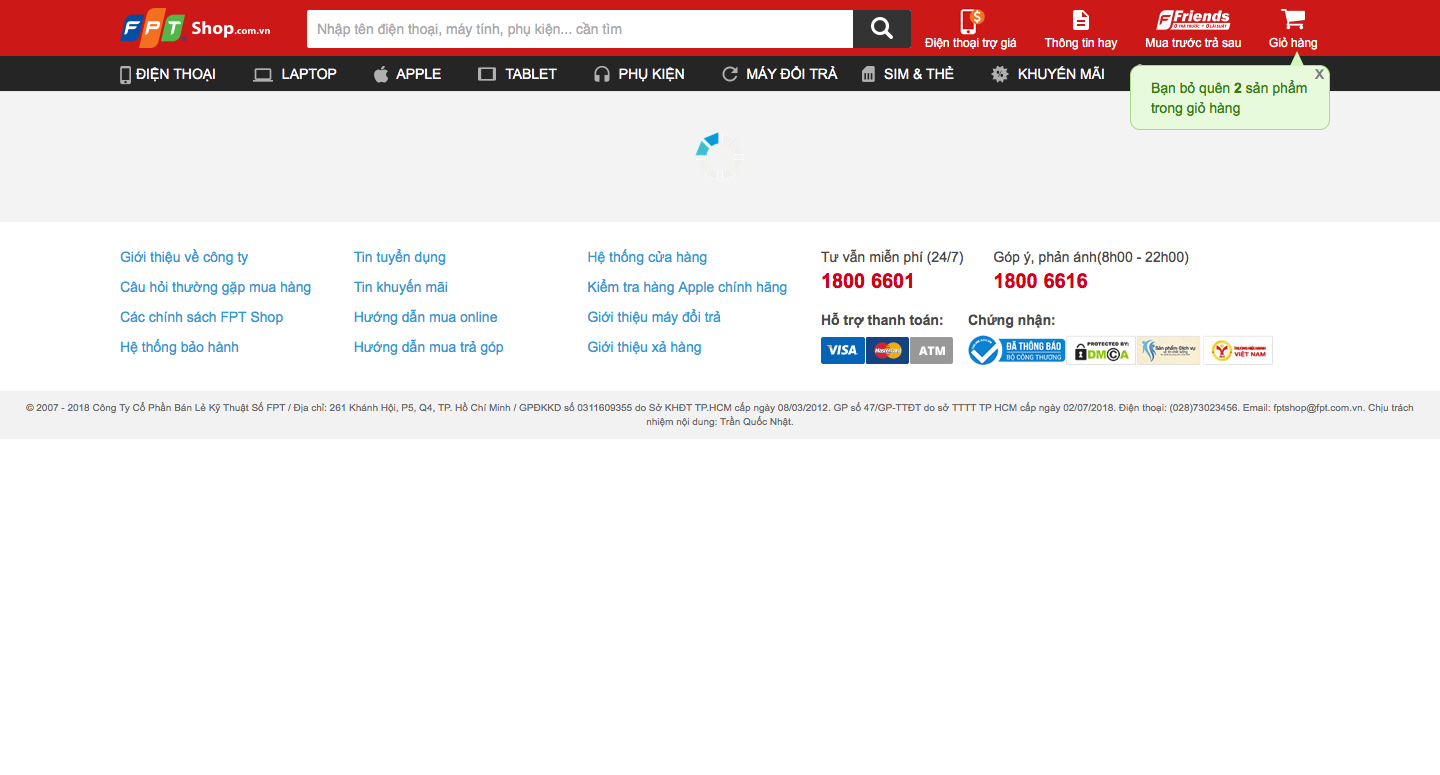 FPT Shop.com.vn
Nhập tên điện thoại, máy tính, phụ kiện... cần tìm
Điện thoại trợ giá
Thông tin hay
Friends
Mua trước trả sau
Giỏ hàng
ĐIỆN THOẠI
LAPTOP
APPLE
TABLET
PHỤ KIỆN
MÁY ĐỔI TRẢ
SIM & THẺ
KHUYẾN MÃI
X
Bạn bỏ quên 2 sản phẩm
trong giỏ hàng
Giới thiệu về công ty
Câu hỏi thường gặp mua hàng
Các chính sách FPT Shop
Hệ thống bảo hành
Tin tuyển dụng
Tin khuyến mãi
Hướng dẫn mua online
Hướng dẫn mua trả góp
Hệ thống cửa hàng
Kiểm tra hàng Apple chính hãng
Giới thiệu máy đổi trả
Giới thiệu xả hàng
Tư vấn miễn phí (24/7)
1800 6601
Góp ý, phản ánh(8h00 - 22h00)
1800 6616
Hỗ trợ thanh toán:
VISA
MasterCard
ATM
Chứng nhận:
ĐÃ THÔNG BÁO
BỘ CÔNG THƯƠNG
PROTECTED BY:
DMCA
Sản phẩm-Dịch vụ
VIỆT NAM
© 2007 - 2018 Công Ty Cổ Phần Bán Lẻ Kỹ Thuật Số FPT / Địa chỉ: 261 Khánh Hội, P5, Q4, TP. Hồ Chí Minh / GPĐKKD số 0311609355 do Sở KHĐT TP.HCM cấp ngày 08/03/2012. GP số 47/GP-TTĐT do sở TTTT TP HCM cấp ngày 02/07/2018. Điện thoại: (028)73023456. Email: fptshop@fpt.com.vn. Chịu trách
nhiệm nội dung: Trần Quốc Nhật.